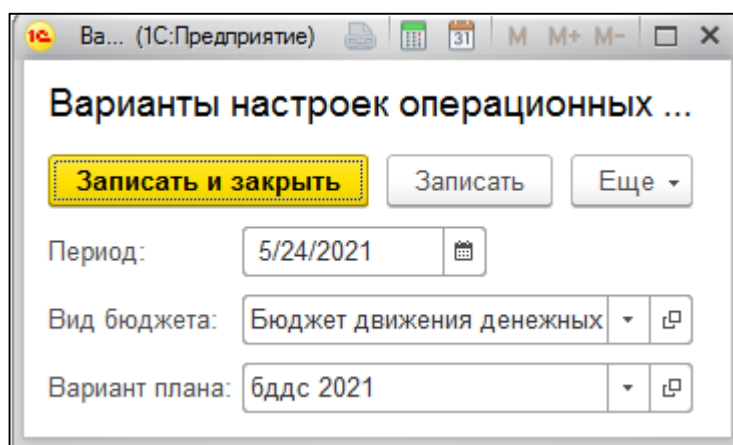 1С Ва... (1С:Предприятие) 31 M M+ M-
Варианты настроек операционных ...
Записать и закрыть Записать Еще
Период: 5/24/2021
Вид бюджета: Бюджет движения денежных
Вариант плана: бддс 2021